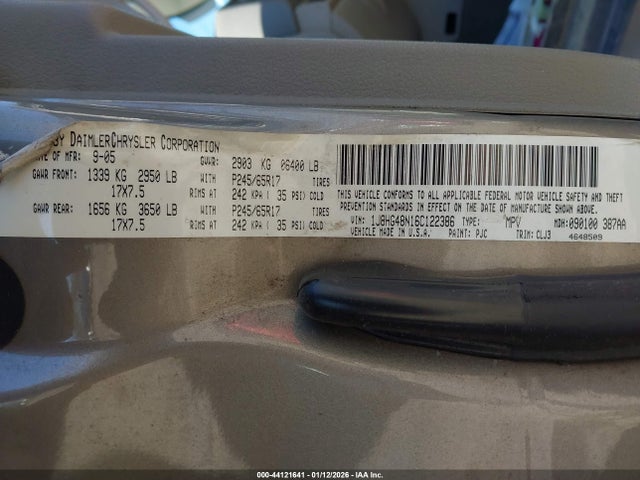 BY DAIMLERCHRYSLER CORPORATION
OF MFR: 9-05 GVWR: 2903 KG 06400 LB
GAWR FRONT: 1339 KG 2950 LB WITH P245/65R17 TIRES
17X7.5 RIMS AT 242 KPA ( 35 PSI) COLD
GAWR REAR: 1656 KG 3650 LB WITH P245/65R17 TIRES
17X7.5 RIMS AT 242 KPA ( 35 PSI) COLD
THIS VEHICLE CONFORMS TO ALL APPLICABLE FEDERAL MOTOR VEHICLE SAFETY AND THEFT
PREVENTION STANDARDS IN EFFECT ON THE DATE OF MANUFACTURE SHOWN ABOVE.
VIN: 1J8HG48N16C122386 TYPE: MPV MDH: 090100 387AA
VEHICLE MADE IN U.S.A. PAINT: PJC TRIM: CLJ3
4648509
000-44121641 - 01/12/2026 - IAA Inc.